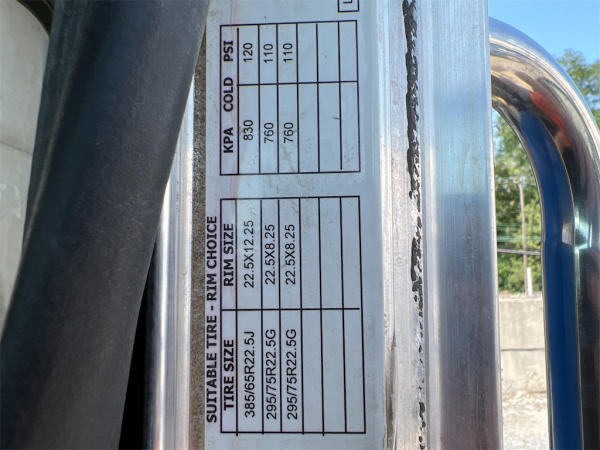 SUITABLE TIRE - RIM CHOICE
TIRE SIZE RIM SIZE KPA COLD PSI
385/65R22.5J 22.5X12.25 830 120
295/75R22.5G 22.5X8.25 760 110
295/75R22.5G 22.5X8.25 760 110